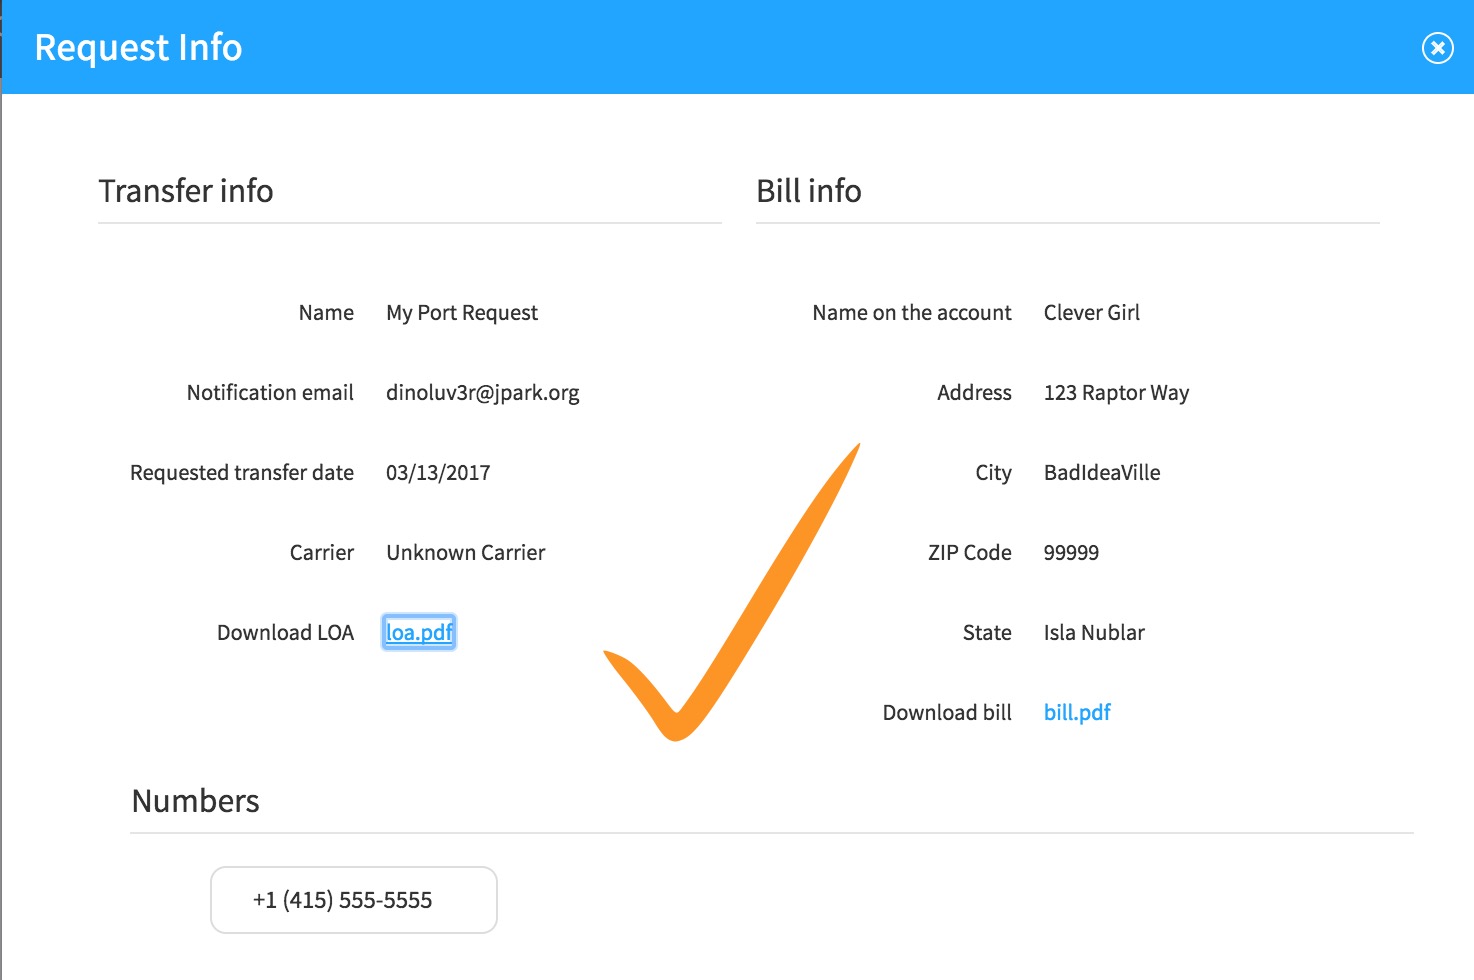 Request Info
Transfer info
Name My Port Request
Notification email dinoluv3r@jpark.org
Requested transfer date 03/13/2017
Carrier Unknown Carrier
Download LOA loa.pdf
Bill info
Name on the account Clever Girl
Address 123 Raptor Way
City BadIdeaVille
ZIP Code 99999
State Isla Nublar
Download bill bill.pdf
Numbers
+1 (415) 555-5555